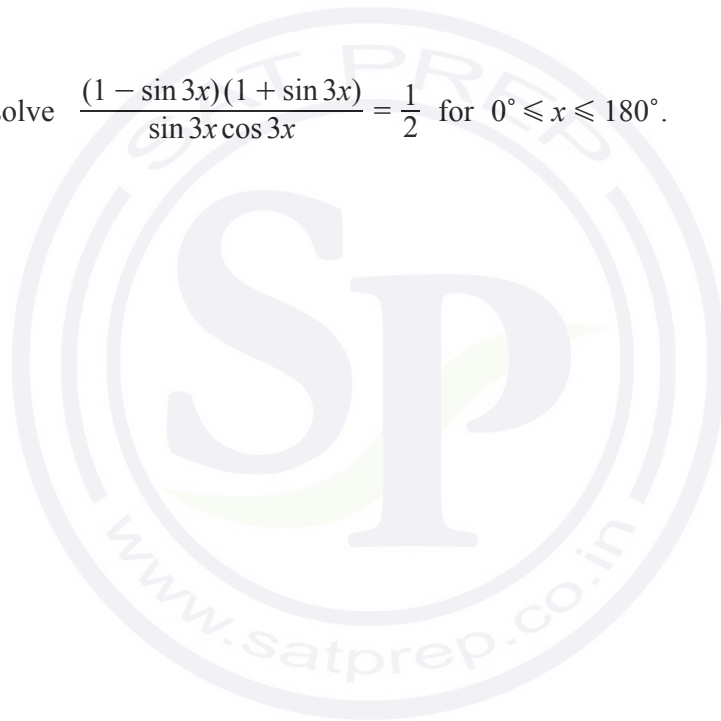 olve (1 − sin 3x)(1 + sin 3x) / sin 3x cos 3x = 1/2 for 0° ⩽ x ⩽ 180°.
SAT PREP
SP
www.satprep.co.in